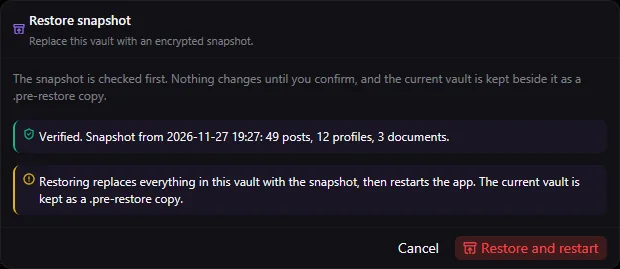 Restore snapshot
Replace this vault with an encrypted snapshot.
The snapshot is checked first. Nothing changes until you confirm, and the current vault is kept beside it as a
.pre-restore copy.
Verified. Snapshot from 2026-11-27 19:27: 49 posts, 12 profiles, 3 documents.
Restoring replaces everything in this vault with the snapshot, then restarts the app. The current vault is
kept as a .pre-restore copy.
Cancel
Restore and restart